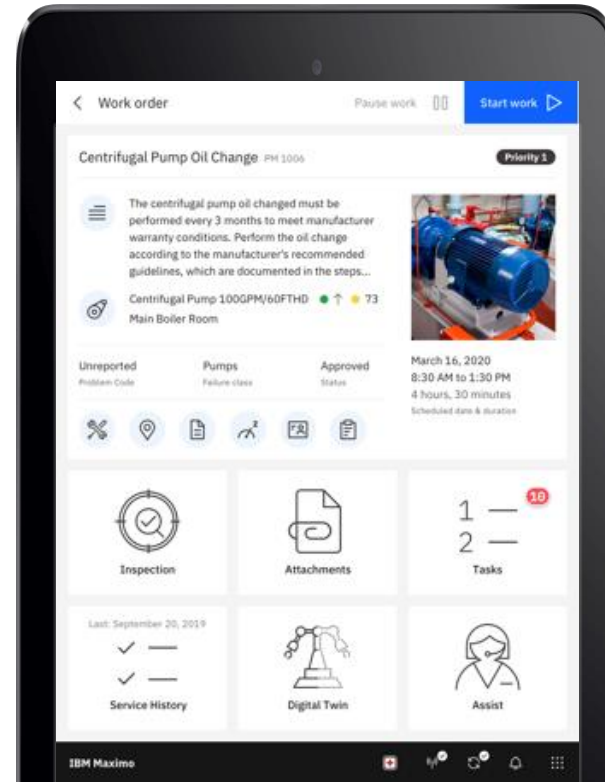 Work order
Pause work
Start work
Centrifugal Pump Oil Change PM 1006
Priority 1
The centrifugal pump oil changed must be
performed every 3 months to meet manufacturer
warranty conditions. Perform the oil change
according to the manufacturer's recommended
guidelines, which are documented in the steps...
Centrifugal Pump 100GPM/60FTHD 73
Main Boiler Room
Unreported
Problem Code
Pumps
Failure class
Approved
Status
March 16, 2020
8:30 AM to 1:30 PM
4 hours, 30 minutes
Scheduled date & duration
Inspection
Attachments
10
1
2
Tasks
Last: September 20, 2019
Service History
Digital Twin
Assist
IBM Maximo